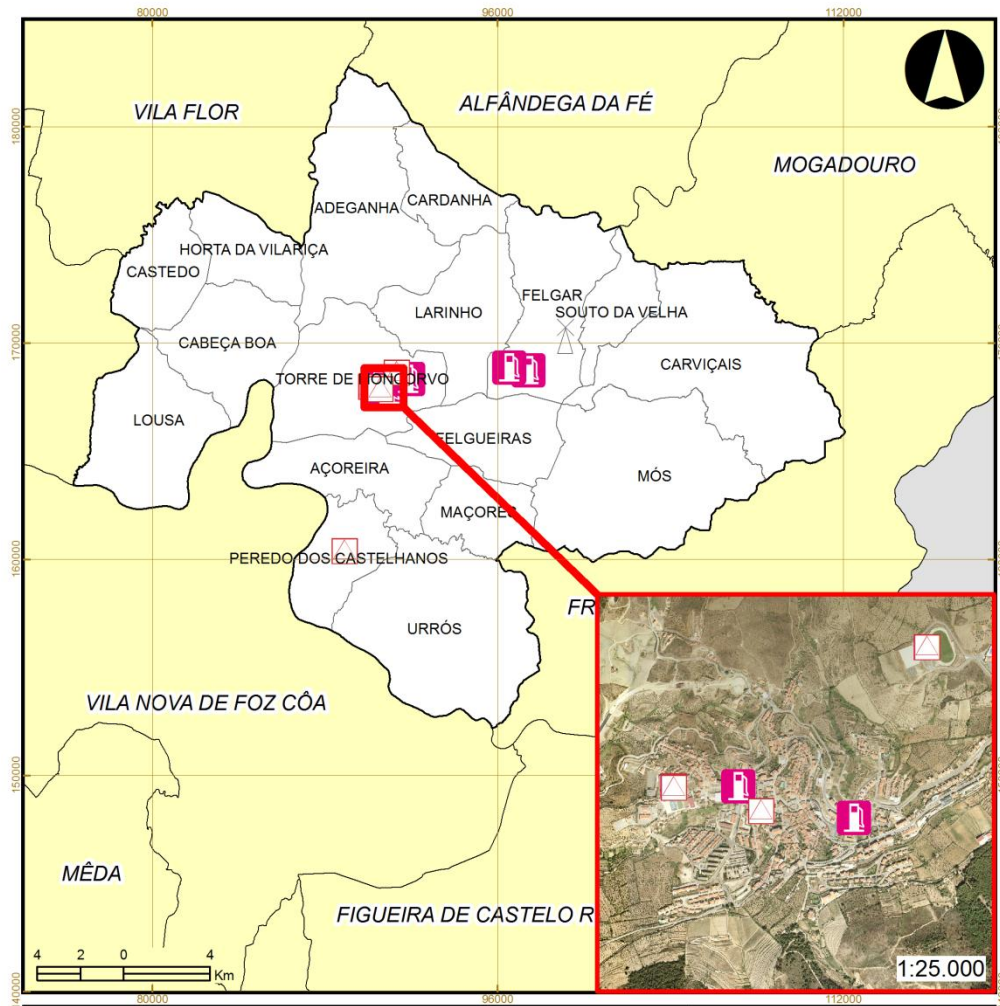 80000
96000
112000
VILA FLOR
ALFÂNDEGA DA FÉ
MOGADOURO
180000
CARDANHA
ADEGANHA
HORTA DA VILARIÇA
CASTEDO
FELGAR
SOUTO DA VELHA
LARINHO
170000
CABEÇA BOA
CARVIÇAIS
TORRE DE MONCORVO
LOUSA
FELGUEIRAS
AÇOREIRA
MÓS
MAÇORES
160000
PEREDO DOS CASTELHANOS
FR
URRÓS
VILA NOVA DE FOZ CÔA
150000
MÊDA
FIGUEIRA DE CASTELO R
4 2 0 4
Km
1:25.000
140000
80000
96000
112000